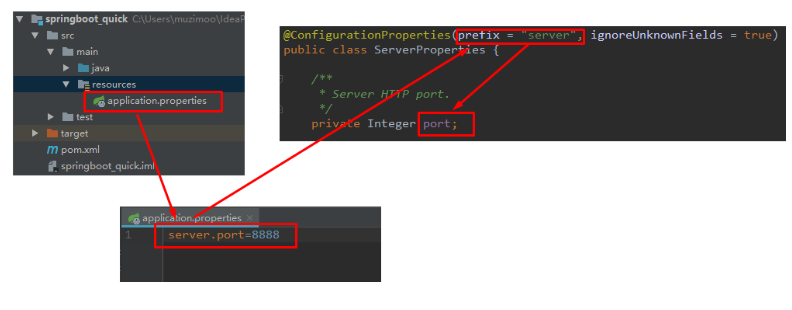 springboot_quick C:\Users\muzimoo\IdeaP
src
main
java
resources
application.properties
test
target
pom.xml
springboot_quick.iml
@ConfigurationProperties(prefix = "server", ignoreUnknownFields = true)
public class ServerProperties {
/**
* Server HTTP port.
*/
private Integer port;
application.properties
1 server.port=8888